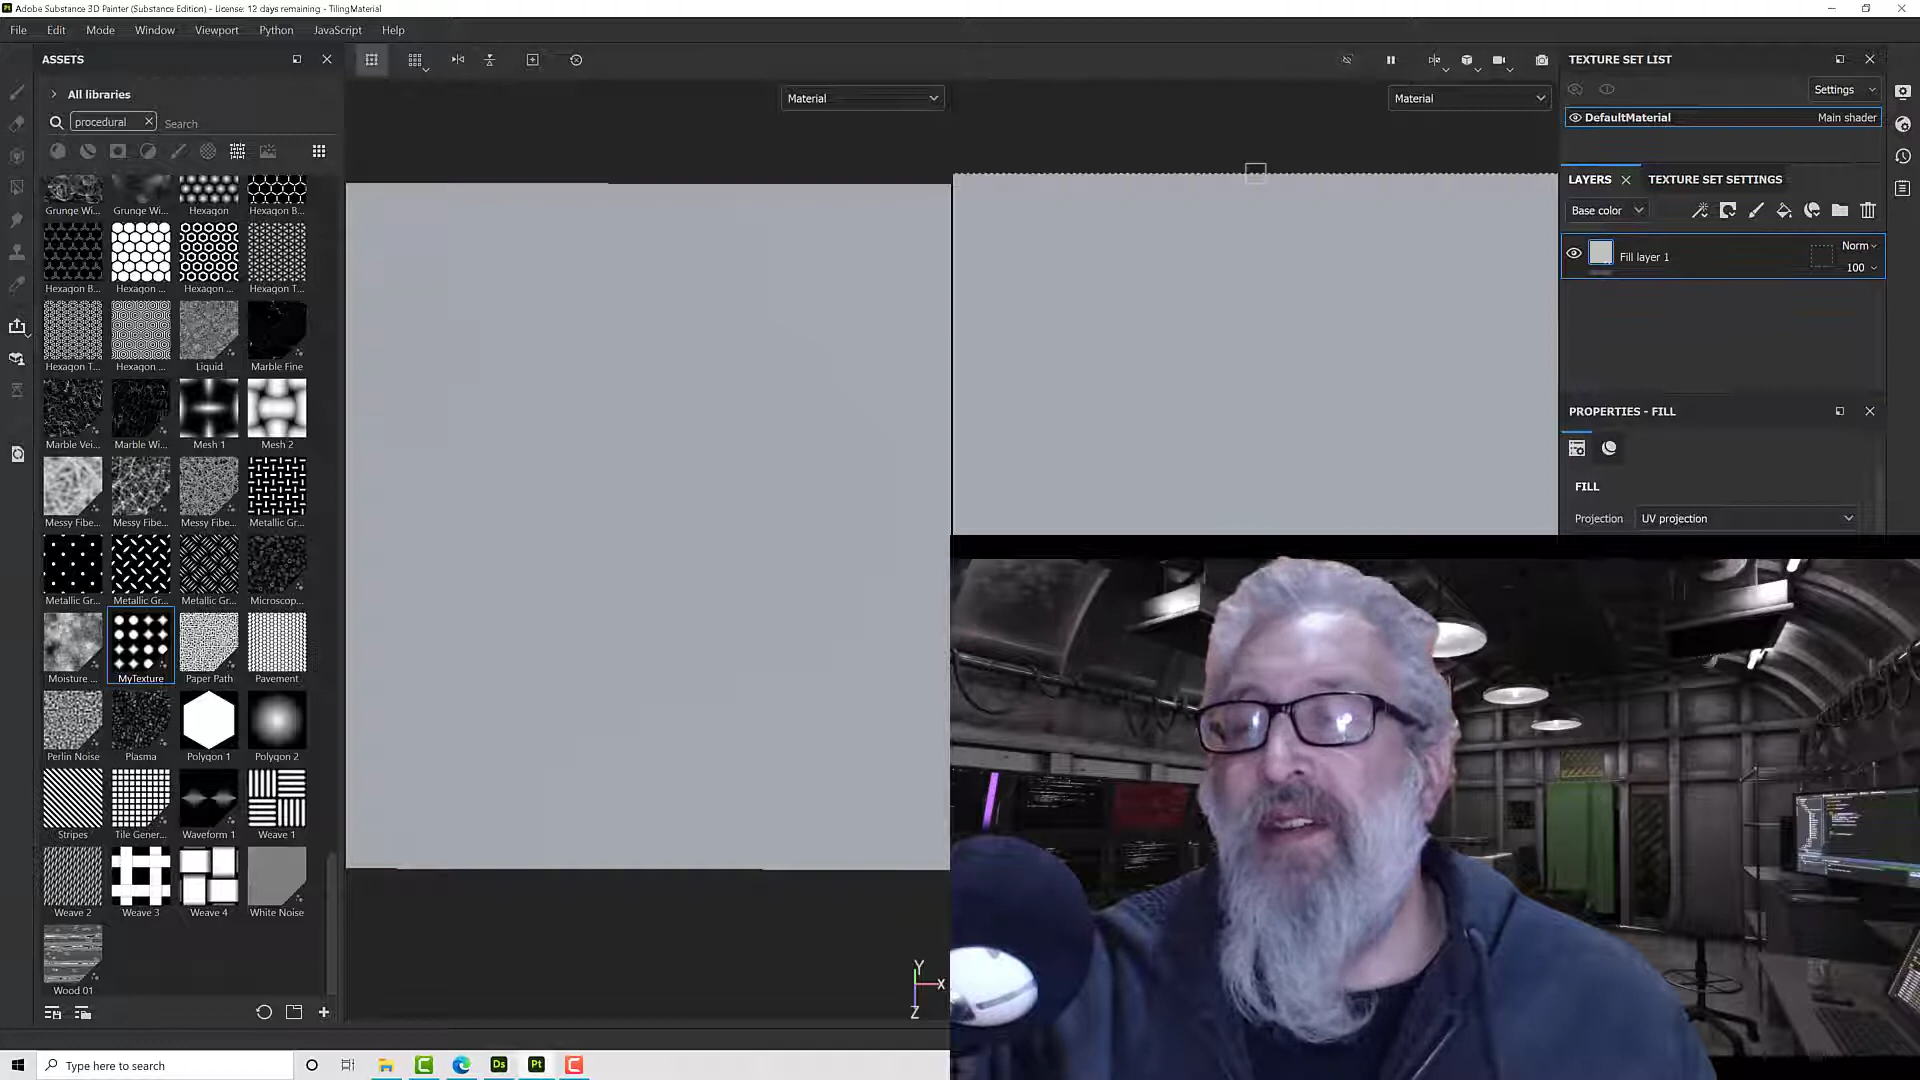 Adobe Substance 3D Painter (Substance Edition) - License: 12 days remaining - TilingMaterial
File Edit Mode Window Viewport Python JavaScript Help
ASSETS
All libraries
procedural Search
Grunge Wi... Grunge Wi... Hexagon Hexagon B...
Hexagon B... Hexagon ... Hexagon ... Hexagon T...
Hexagon T... Hexagon ... Liquid Marble Fine
Marble Vei... Marble Wi... Mesh 1 Mesh 2
Messy Fibe... Messy Fibe... Messy Fibe... Metallic Gr...
Metallic Gr... Metallic Gr... Metallic Gr... Microscop...
Moisture ... MyTexture Paper Path Pavement
Perlin Noise Plasma Polygon 1 Polygon 2
Stripes Tile Gener... Waveform 1 Weave 1
Weave 2 Weave 3 Weave 4 White Noise
Wood 01
Material
Material
Y
X
Z
TEXTURE SET LIST
Settings
DefaultMaterial Main shader
LAYERS TEXTURE SET SETTINGS
Base color
Fill layer 1 Norm
100
PROPERTIES - FILL
FILL
Projection UV projection
Type here to search
Ds Pt